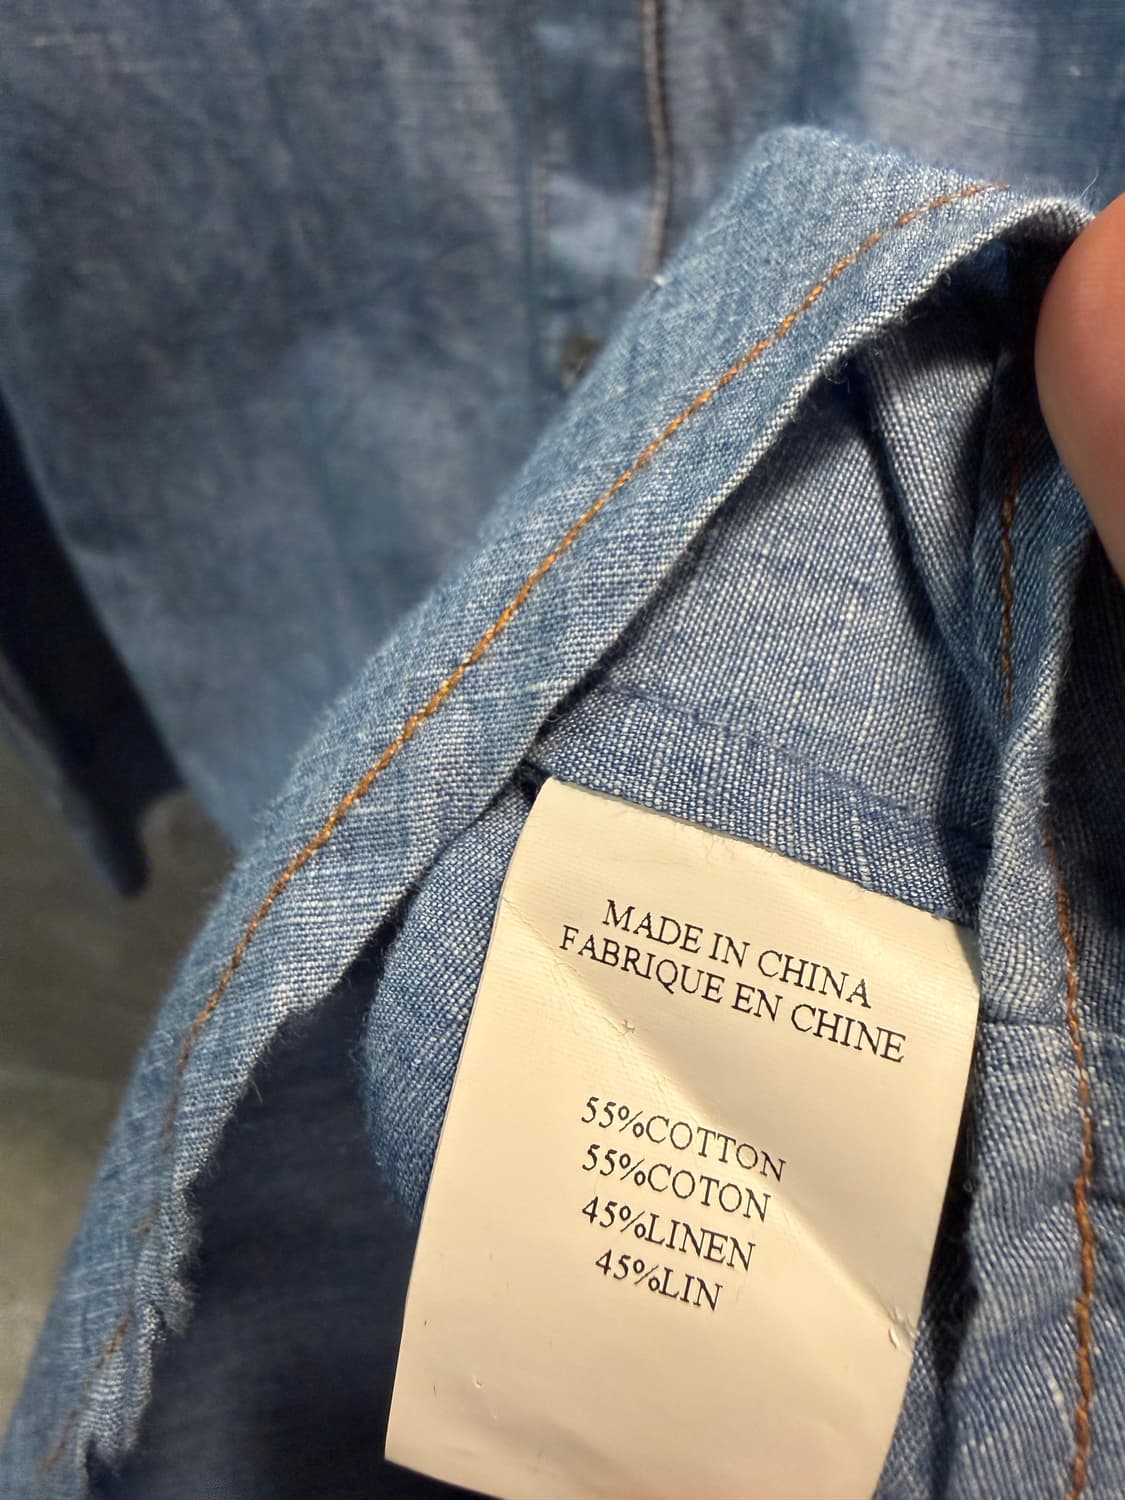 MADE IN CHINA
FABRIQUE EN CHINE
55%COTTON
55%COTON
45%LINEN
45%LIN